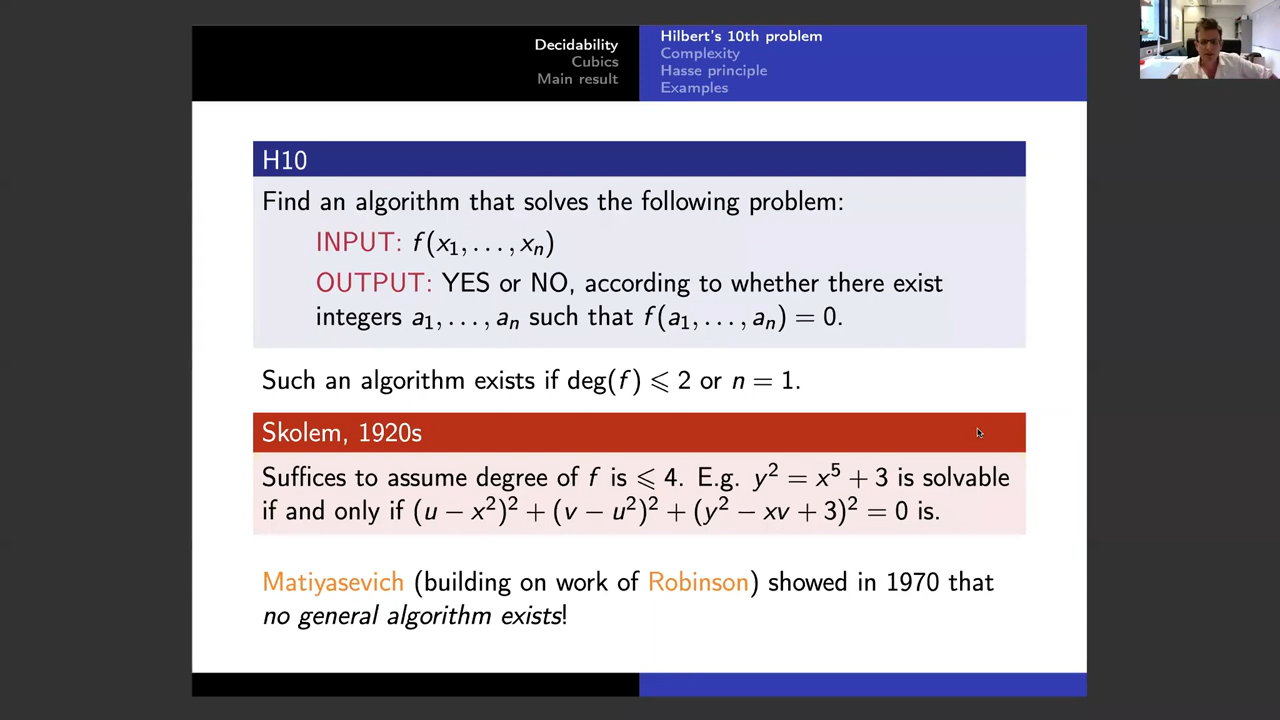 Decidability
Cubics
Main result
Hilbert's 10th problem
Complexity
Hasse principle
Examples
H10
Find an algorithm that solves the following problem:
INPUT: f(x₁, . . . , xₙ)
OUTPUT: YES or NO, according to whether there exist
integers a₁, . . . , aₙ such that f(a₁, . . . , aₙ) = 0.
Such an algorithm exists if deg(f) ⩽ 2 or n = 1.
Skolem, 1920s
Suffices to assume degree of f is ⩽ 4. E.g. y² = x⁵ + 3 is solvable
if and only if (u − x²)² + (v − u²)² + (y² − xv + 3)² = 0 is.
Matiyasevich (building on work of Robinson) showed in 1970 that
no general algorithm exists!